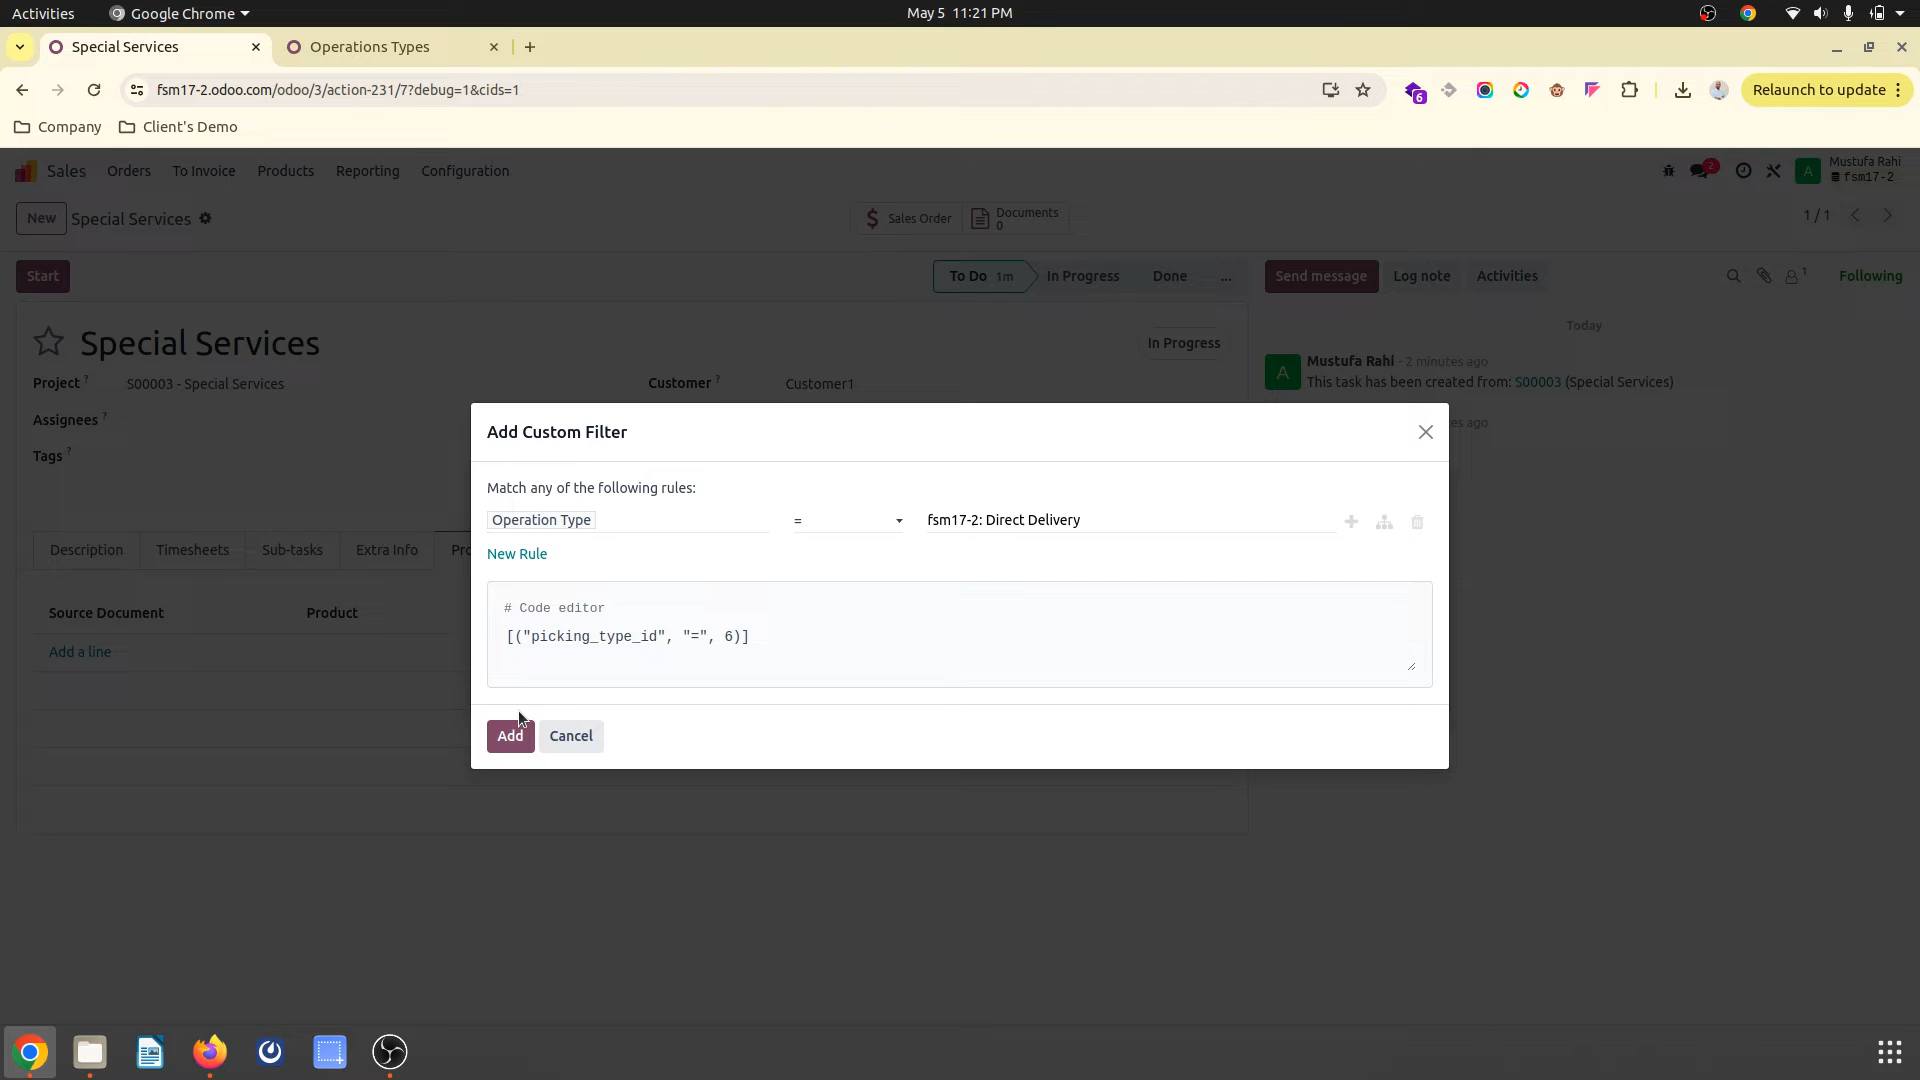 Activities
Google Chrome
May 5 11:21 PM
Special Services
Operations Types
fsm17-2.odoo.com/odoo/3/action-231/7?debug=1&cids=1
6
Relaunch to update
Company
Client's Demo
Sales
Orders
To Invoice
Products
Reporting
Configuration
2
A
Mustufa Rahi
fsm17-2
New
Special Services
$ Sales Order
Documents
0
1 / 1
Start
To Do 1m
In Progress
Done
...
Send message
Log note
Activities
1
Following
Special Services
In Progress
Today
Project ?
S00003 - Special Services
Customer ?
Customer1
A
Mustufa Rahi - 2 minutes ago
This task has been created from: S00003 (Special Services)
Assignees ?
es ago
Tags ?
Add Custom Filter
Match any of the following rules:
Operation Type
=
fsm17-2: Direct Delivery
New Rule
Description
Timesheets
Sub-tasks
Extra Info
Source Document
Product
Add a line
# Code editor
[("picking_type_id", "=", 6)]
Add
Cancel